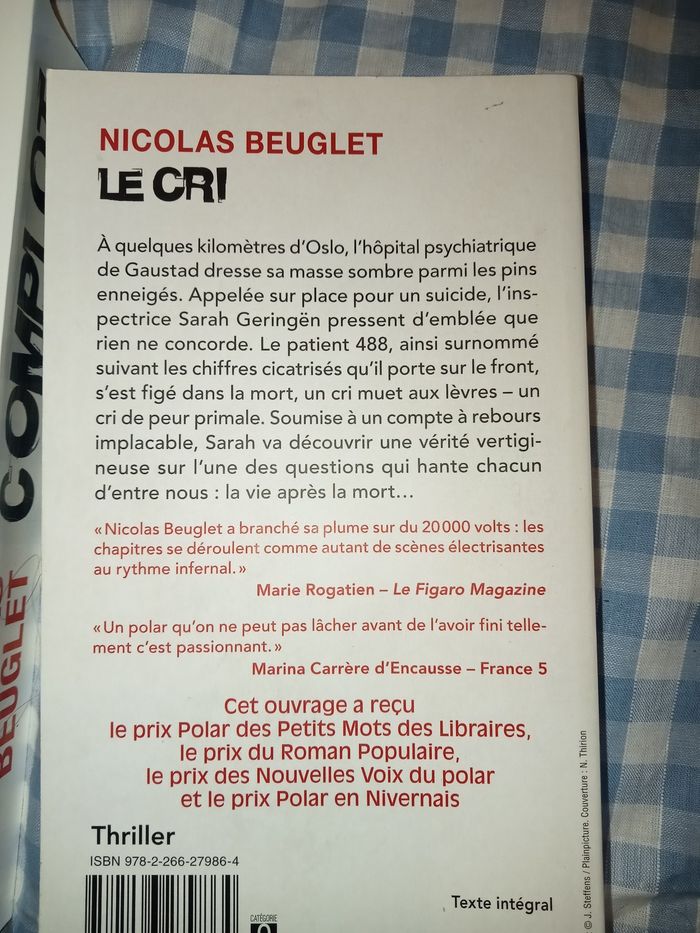 NICOLAS BEUGLET
LE CRI
À quelques kilomètres d'Oslo, l'hôpital psychiatrique
de Gaustad dresse sa masse sombre parmi les pins
enneigés. Appelée sur place pour un suicide, l'ins-
pectrice Sarah Geringën pressent d'emblée que
rien ne concorde. Le patient 488, ainsi surnommé
suivant les chiffres cicatrisés qu'il porte sur le front,
s'est figé dans la mort, un cri muet aux lèvres – un
cri de peur primale. Soumise à un compte à rebours
implacable, Sarah va découvrir une vérité vertigi-
neuse sur l'une des questions qui hante chacun
d'entre nous : la vie après la mort...
« Nicolas Beuglet a branché sa plume sur du 20 000 volts : les
chapitres se déroulent comme autant de scènes électrisantes
au rythme infernal. »
Marie Rogatien – Le Figaro Magazine
« Un polar qu'on ne peut pas lâcher avant de l'avoir fini telle-
ment c'est passionnant. »
Marina Carrère d'Encausse – France 5
Cet ouvrage a reçu
le prix Polar des Petits Mots des Libraires,
le prix du Roman Populaire,
le prix des Nouvelles Voix du polar
et le prix Polar en Nivernais
Thriller
ISBN 978-2-266-27986-4
CATÉGORIE
Texte intégral
© J. Steffens / Plainpicture. Couverture : N. Thirion
COMPLOT
BEUGLET